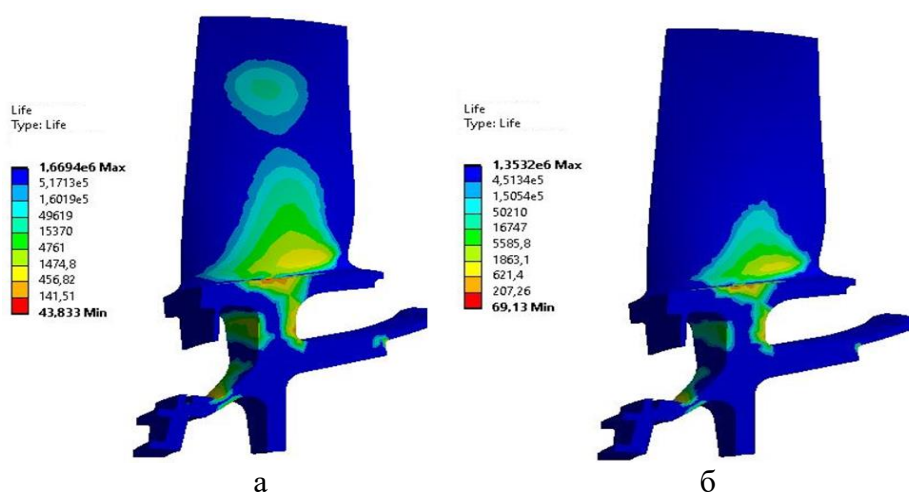 Life
Type: Life
1,6694e6 Max
5,1713e5
1,6019e5
49619
15370
4761
1474,8
456,82
141,51
43,833 Min
а
Life
Type: Life
1,3532e6 Max
4,5134e5
1,5054e5
50210
16747
5585,8
1863,1
621,4
207,26
69,13 Min
б